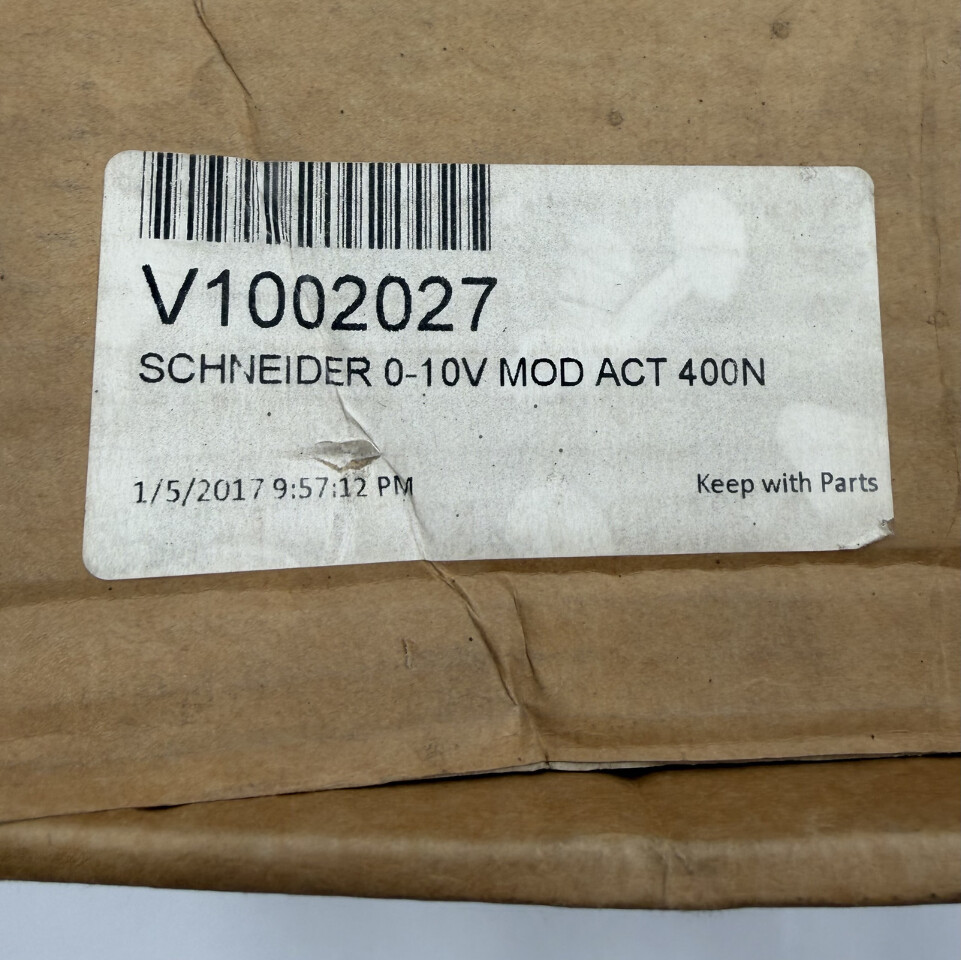 V1002027
SCHNEIDER 0-10V MOD ACT 400N
1/5/2017 9:57:12 PM
Keep with Parts